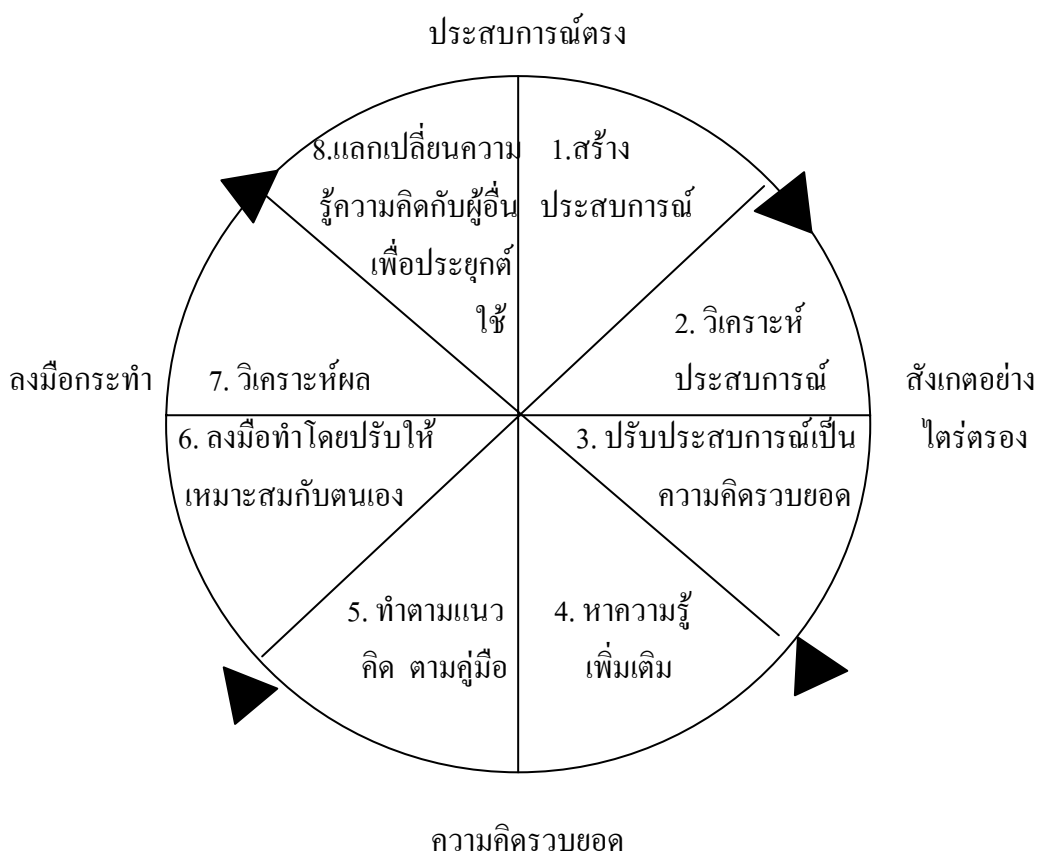 ประสบการณ์ตรง
8.แลกเปลี่ยนความ
รู้ความคิดกับผู้อื่น
เพื่อประยุกต์
ใช้
1.สร้าง
ประสบการณ์
2. วิเคราะห์
ประสบการณ์
ลงมือกระทำ
7. วิเคราะห์ผล
สังเกตอย่าง
ไตร่ตรอง
6. ลงมือทำโดยปรับให้
เหมาะสมกับตนเอง
3. ปรับประสบการณ์เป็น
ความคิดรวบยอด
5. ทำตามแนว
คิด ตามคู่มือ
4. หาความรู้
เพิ่มเติม
ความคิดรวบยอด